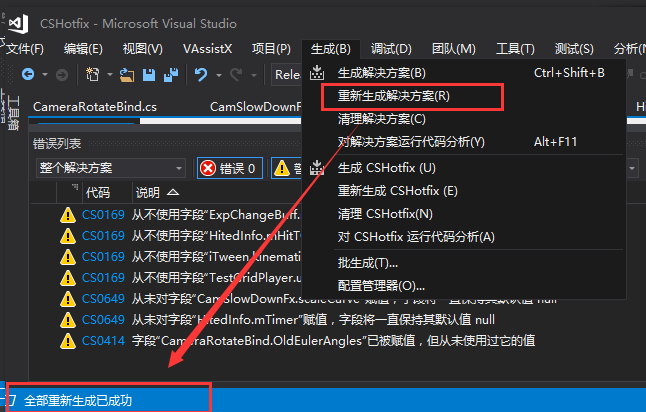 CSHotfix - Microsoft Visual Studio
文件(F) 编辑(E) 视图(V) VAssistX 项目(P) 生成(B) 调试(D) 团队(M) 工具(T) 测试(S) 分析(
生成解决方案(B) Ctrl+Shift+B
重新生成解决方案(R)
清理解决方案(C)
对解决方案运行代码分析(Y) Alt+F11
生成 CSHotfix (U)
重新生成 CSHotfix (E)
清理 CSHotfix(N)
对 CSHotfix 运行代码分析(A)
批生成(T)...
配置管理器(O)...
工具箱
CameraRotateBind.cs CamSlowDownF
错误列表
整个解决方案 错误 0
代码 说明
CS0169 从不使用字段“ExpChangeBuff.
CS0169 从不使用字段“HitedInfo.mHitT
CS0169 从不使用字段“iTween.kinemati
CS0169 从不使用字段“TestGridPlayer.u
CS0649 从未对字段“CamSlowDownFx.scaleCurve”赋值，字段将一直保持其默认值 null
CS0649 从未对字段“HitedInfo.mTimer”赋值，字段将一直保持其默认值 null
CS0414 字段“CameraRotateBind.OldEulerAngles”已被赋值，但从未使用过它的值
全部重新生成已成功